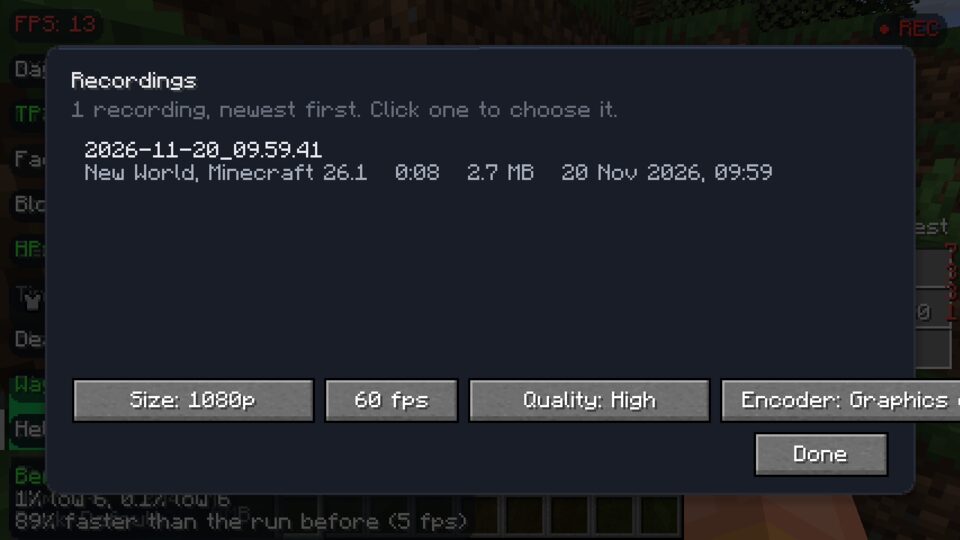 FPS: 13
REC
Recordings
1 recording, newest first. Click one to choose it.
2026-11-20_09.59.41
New World, Minecraft 26.1 0:08 2.7 MB 20 Nov 2026, 09:59
Size: 1080p
60 fps
Quality: High
Encoder: Graphics
Done
1% low 6, 0.1% low 6
89% faster than the run before (5 fps)